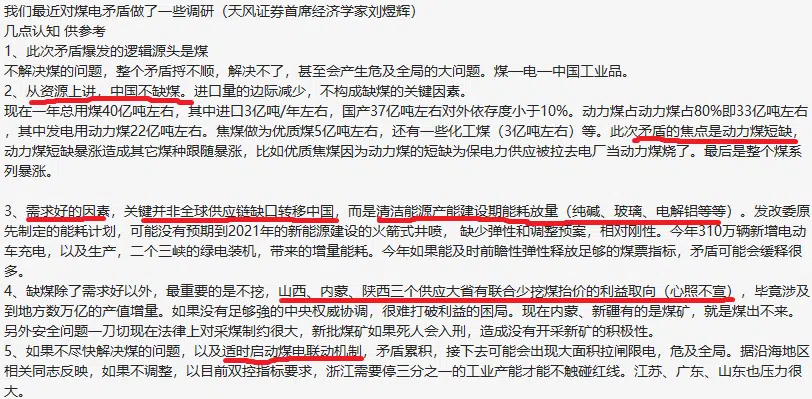 我们最近对煤电矛盾做了一些调研（天风证券首席经济学家刘煜辉）
几点认知 供参考
1、此次矛盾爆发的逻辑源头是煤
不解决煤的问题，整个矛盾捋不顺，解决不了，甚至会产生危及全局的大问题。煤—电—中国工业品。
2、从资源上讲，中国不缺煤。进口量的边际减少，不构成缺煤的关键因素。
现在一年总用煤40亿吨左右，其中进口3亿吨/年左右，国产37亿吨左右对外依存度小于10%。动力煤占动力煤占80%即33亿吨左右
，其中发电用动力煤22亿吨左右。焦煤做为优质煤5亿吨左右，还有一些化工煤（3亿吨左右）等。此次矛盾的焦点是动力煤短缺，
动力煤短缺暴涨造成其它煤种跟随暴涨，比如优质焦煤因为动力煤的短缺为保电力供应被拉去电厂当动力煤烧了。最后是整个煤系
列暴涨。
3、需求好的因素，关键并非全球供应链缺口转移中国，而是清洁能源产能建设期能耗放量（纯碱、玻璃、电解铝等等）。发改委原
先制定的能耗计划，可能没有预期到2021年的新能源建设的火箭式井喷， 缺少弹性和调整预案，相对刚性。今年310万辆新增电动
车充电，以及生产，二个三峡的绿电装机，带来的增量能耗。今年如果能及时前瞻性弹性释放足够的煤票指标，矛盾可能会缓释很
多。
4、缺煤除了需求好以外，最重要的是不挖，山西、内蒙、陕西三个供应大省有联合少挖煤抬价的利益取向（心照不宣），毕竟涉及
到地方数万亿的产值增量。如果没有足够強的中央权威协调，很难打破利益的困局。现在内蒙、新疆有的是煤矿，就是煤出不来。
另外安全问题一刀切现在法律上对采煤制约很大，新批煤矿如果死人会入刑，造成没有开采新矿的积极性。
5、如果不尽快解决煤的问题，以及适时启动煤电联动机制，矛盾累积，接下去可能会出现大面积拉闸限电，危及全局。据沿海地区
相关同志反映，如果不调整，以目前双控指标要求，浙江需要停三分之一的工业产能才能不触碰红线。江苏、广东、山东也压力很
大。